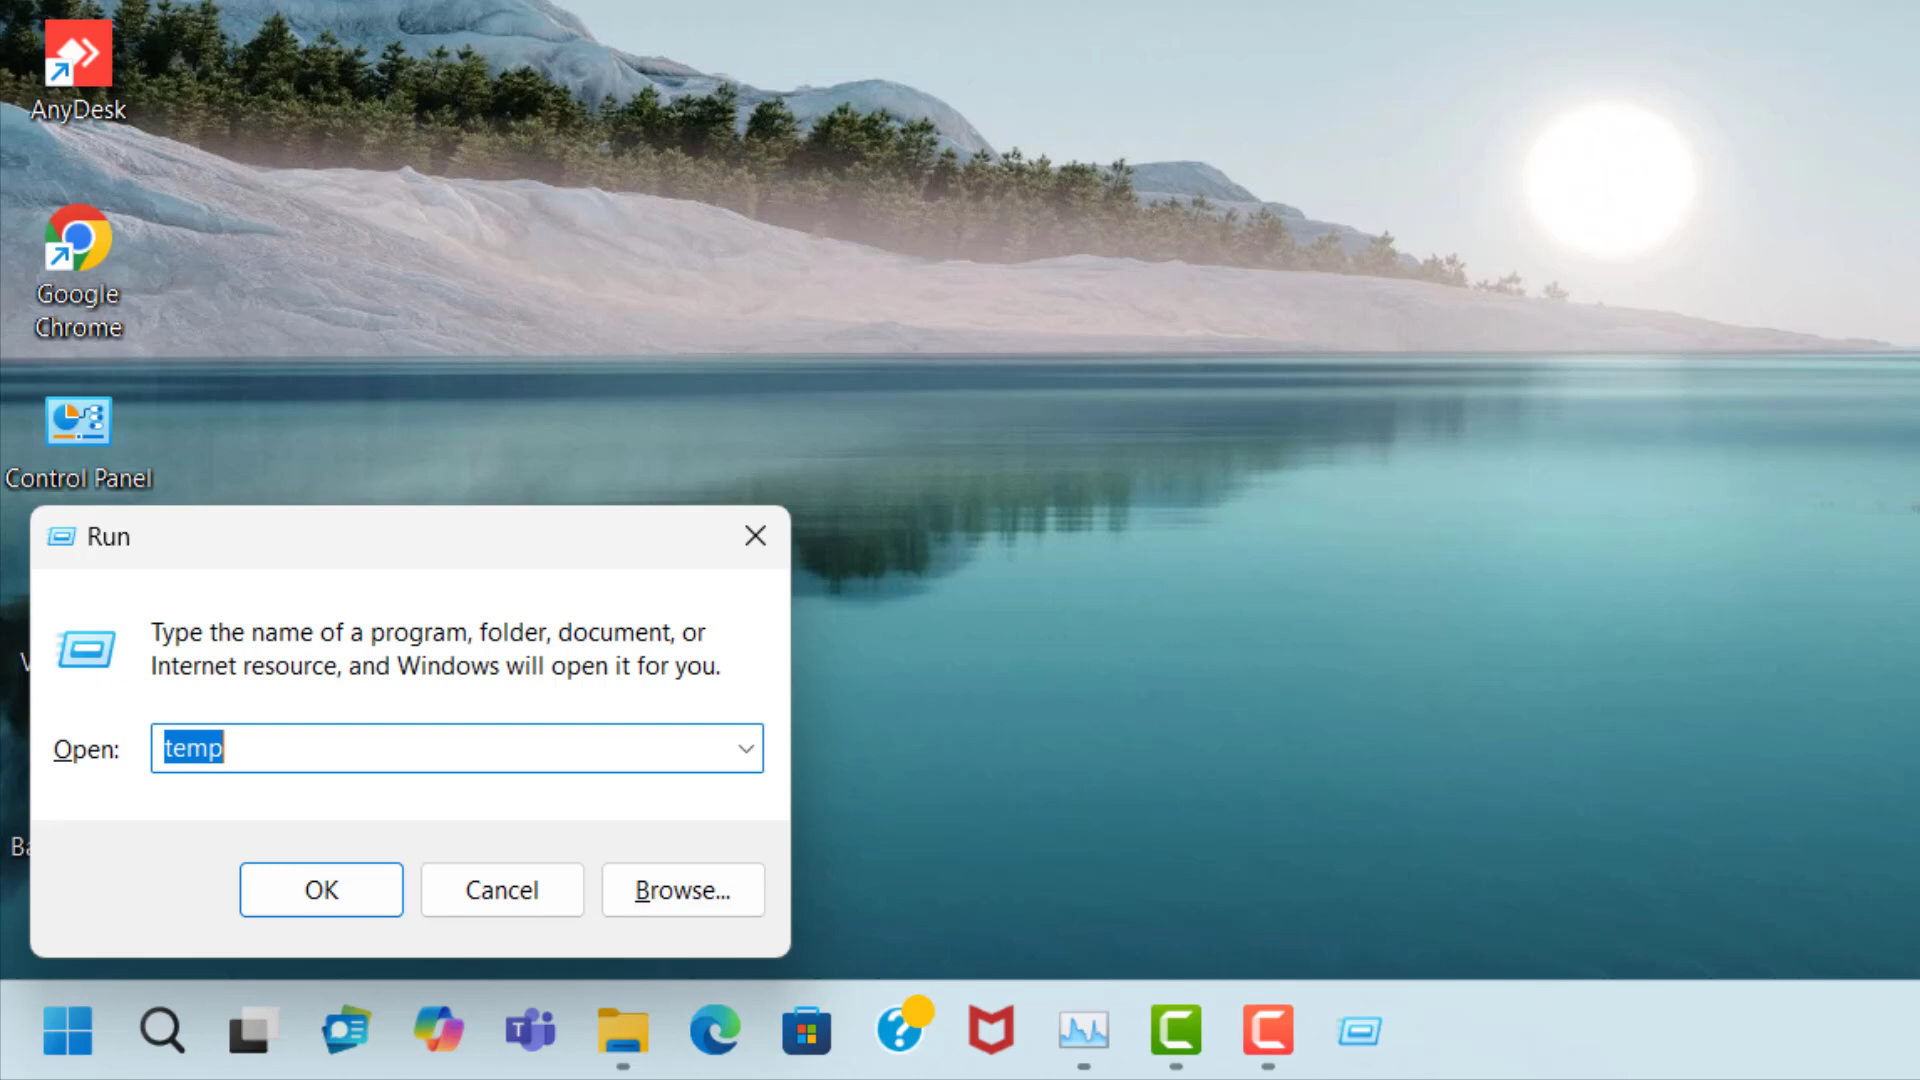 AnyDesk
Google
Chrome
Control Panel
Run
Type the name of a program, folder, document, or
Internet resource, and Windows will open it for you.
Open:
temp
OK
Cancel
Browse...